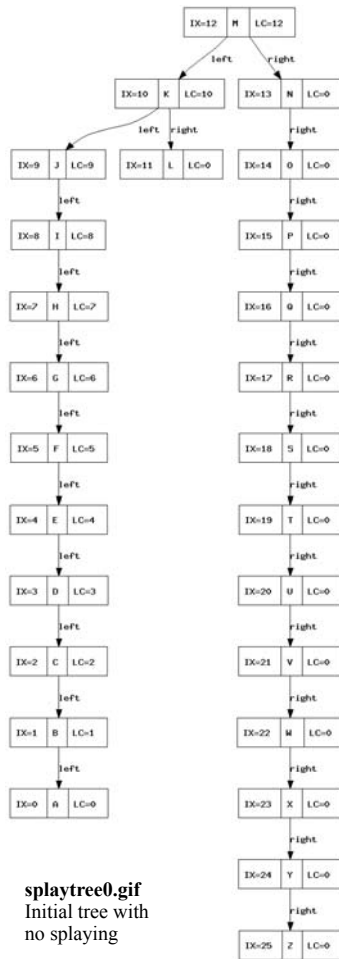 IX=12 M LC=12
left right
IX=10 K LC=10 IX=13 N LC=0
left right right
IX=9 J LC=9 IX=11 L LC=0 IX=14 O LC=0
left right
IX=8 I LC=8 IX=15 P LC=0
left right
IX=7 H LC=7 IX=16 Q LC=0
left right
IX=6 G LC=6 IX=17 R LC=0
left right
IX=5 F LC=5 IX=18 S LC=0
left right
IX=4 E LC=4 IX=19 T LC=0
left right
IX=3 D LC=3 IX=20 U LC=0
left right
IX=2 C LC=2 IX=21 V LC=0
left right
IX=1 B LC=1 IX=22 W LC=0
left right
IX=0 A LC=0 IX=23 X LC=0
right
IX=24 Y LC=0
right
IX=25 Z LC=0
splaytree0.gif
Initial tree with
no splaying